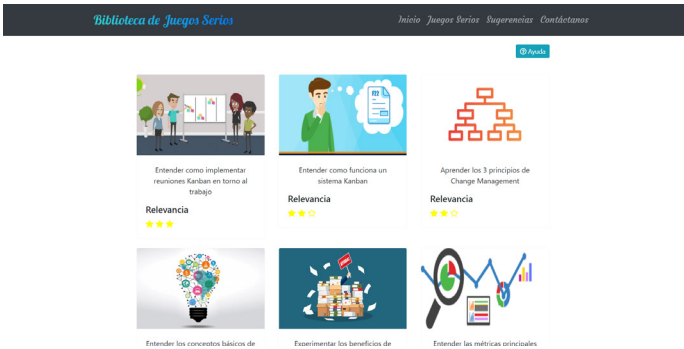 Biblioteca de Juegos Serios
Inicio Juegos Serios Sugerencias Contáctanos
Ayuda
Entender como implementar
reuniones Kanban en torno al
trabajo
Relevancia
Entender como funciona un
sistema Kanban
Relevancia
Aprender los 3 principios de
Change Management
Relevancia
Entender los conceptos básicos de
Experimentar los beneficios de
Entender las métricas principales